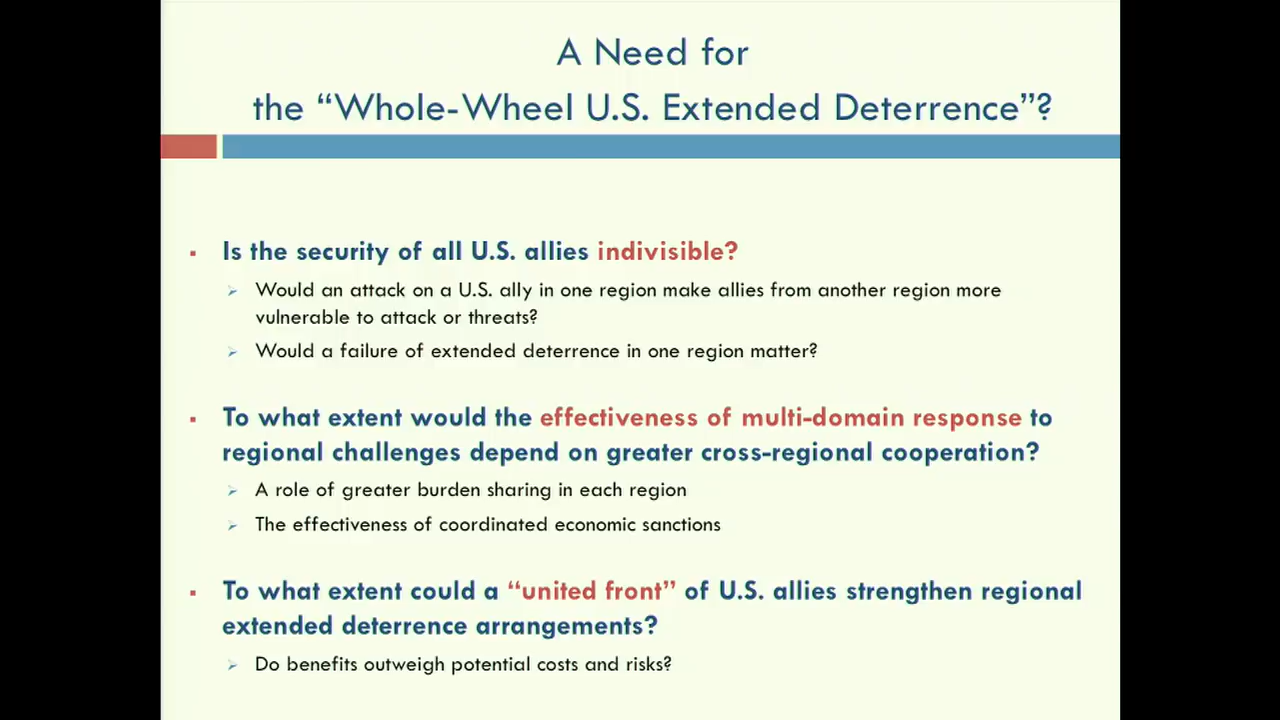 A Need for
the “Whole-Wheel U.S. Extended Deterrence”?
Is the security of all U.S. allies indivisible?
Would an attack on a U.S. ally in one region make allies from another region more
vulnerable to attack or threats?
Would a failure of extended deterrence in one region matter?
To what extent would the effectiveness of multi-domain response to
regional challenges depend on greater cross-regional cooperation?
A role of greater burden sharing in each region
The effectiveness of coordinated economic sanctions
To what extent could a “united front” of U.S. allies strengthen regional
extended deterrence arrangements?
Do benefits outweigh potential costs and risks?